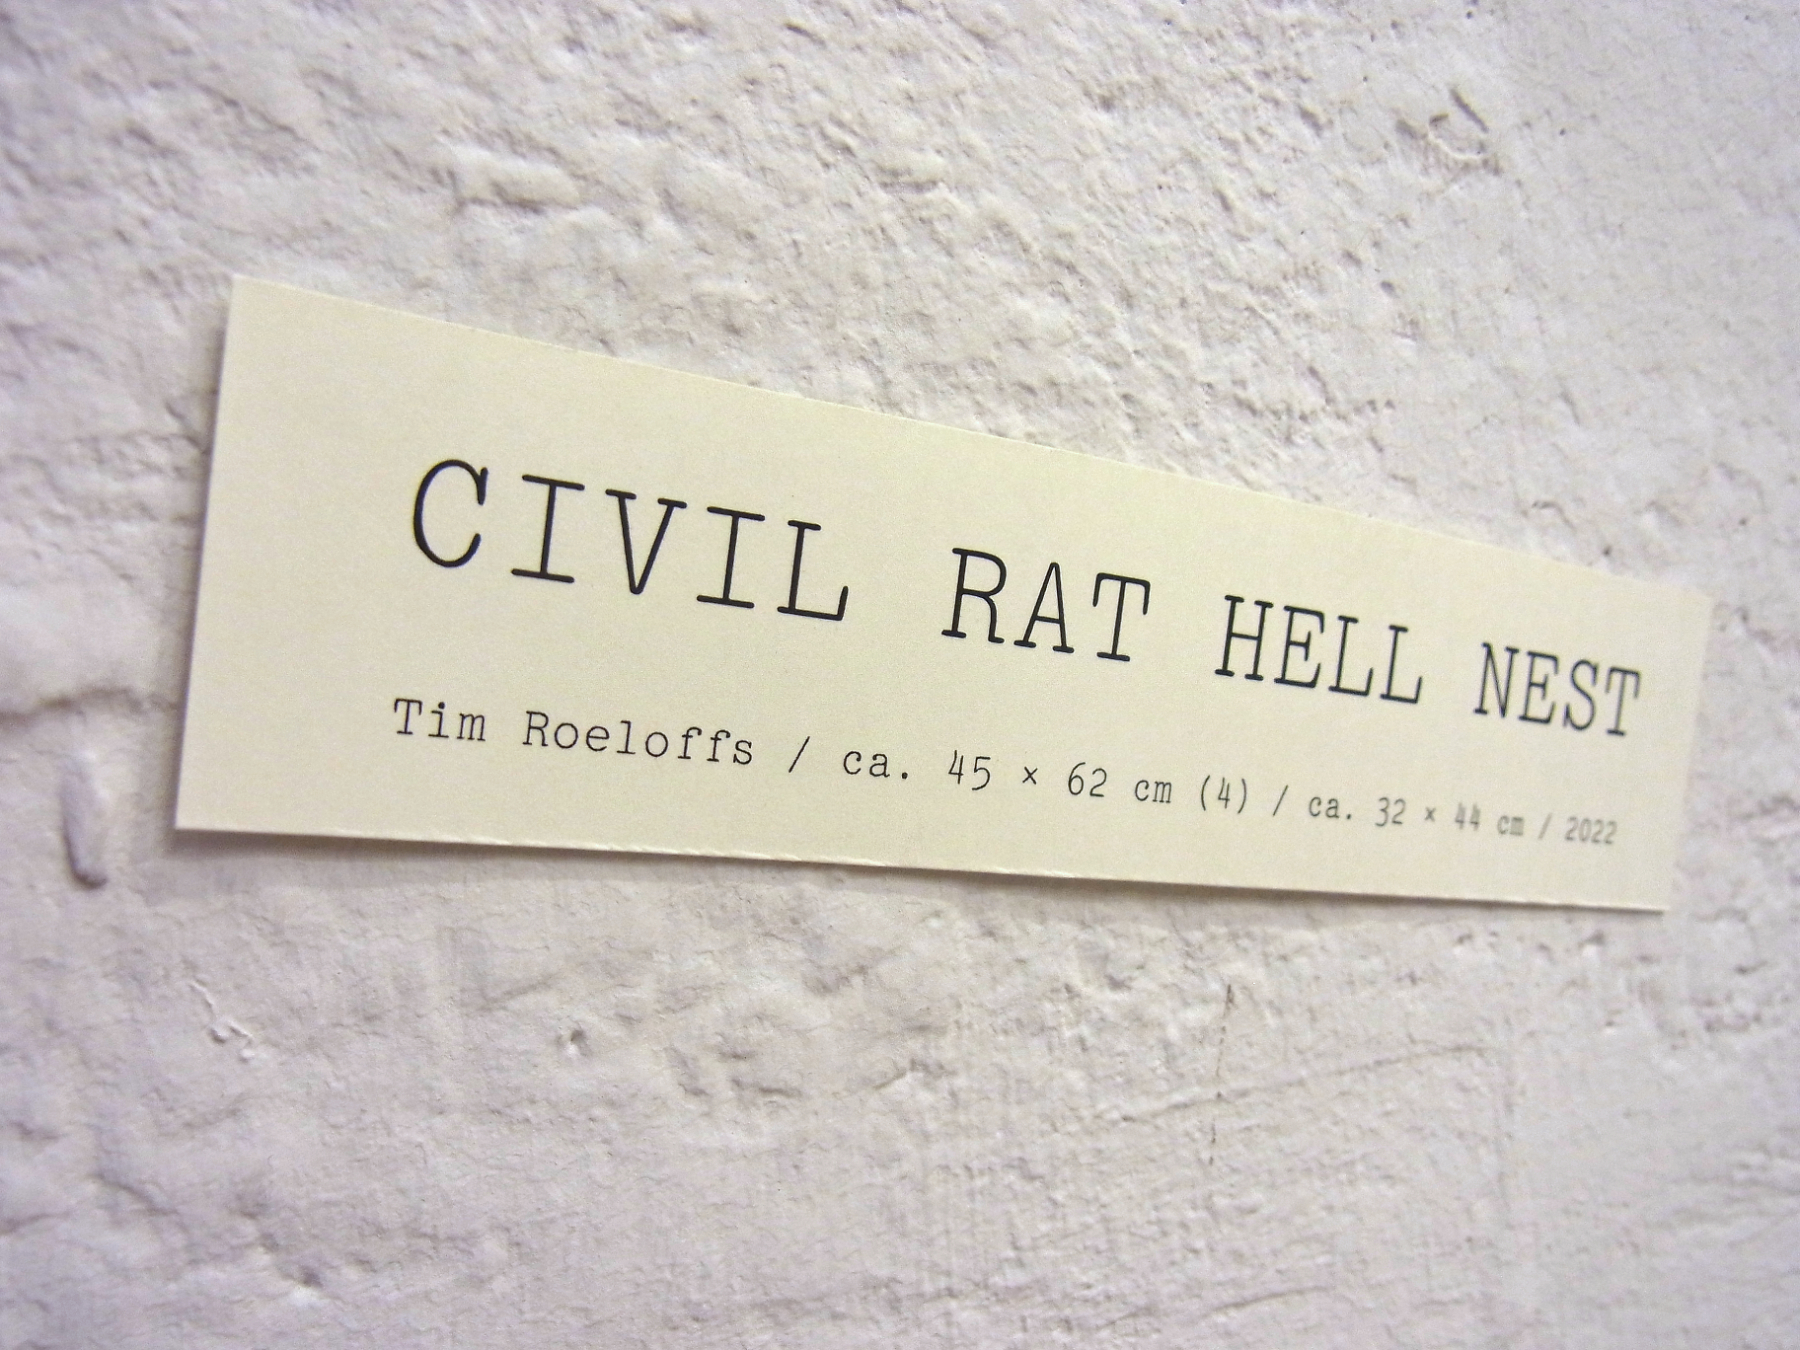 CIVIL RAT HELL NEST
Tim Roeloffs / ca. 45 × 62 cm (4) / ca. 32 × 44 cm / 2022